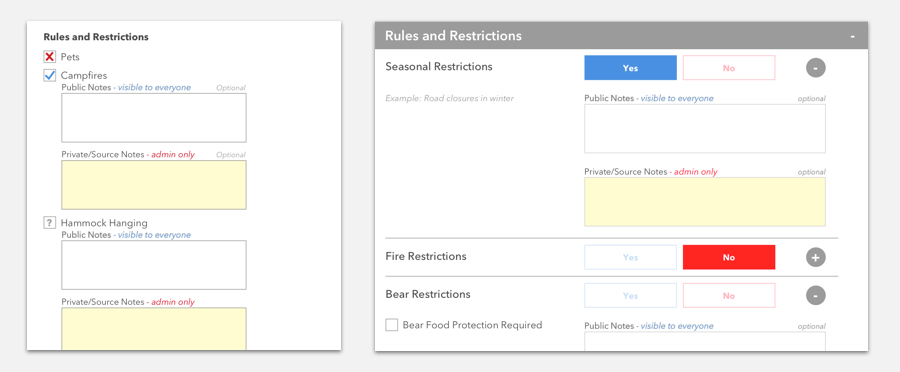 Rules and Restrictions
Pets
Campfires
Public Notes - visible to everyone Optional
Private/Source Notes - admin only Optional
? Hammock Hanging
Public Notes - visible to everyone
Private/Source Notes - admin only
Rules and Restrictions -
Seasonal Restrictions Yes No -
Example: Road closures in winter
Public Notes - visible to everyone optional
Private/Source Notes - admin only optional
Fire Restrictions Yes No +
Bear Restrictions Yes No -
Bear Food Protection Required
Public Notes - visible to everyone optional